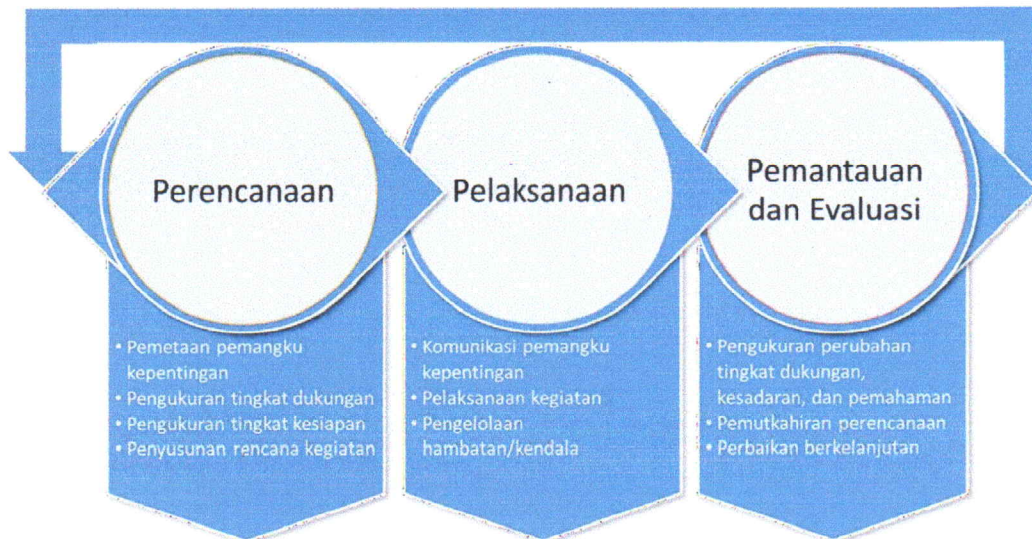 Perencanaan
• Pemetaan pemangku
kepentingan
• Pengukuran tingkat dukungan
• Pengukuran tingkat kesiapan
• Penyusunan rencana kegiatan
Pelaksanaan
• Komunikasi pemangku
kepentingan
• Pelaksanaan kegiatan
• Pengelolaan
hambatan/kendala
Pemantauan
dan Evaluasi
• Pengukuran perubahan
tingkat dukungan,
kesadaran, dan pemahaman
• Pemutkahiran perencanaan
• Perbaikan berkelanjutan